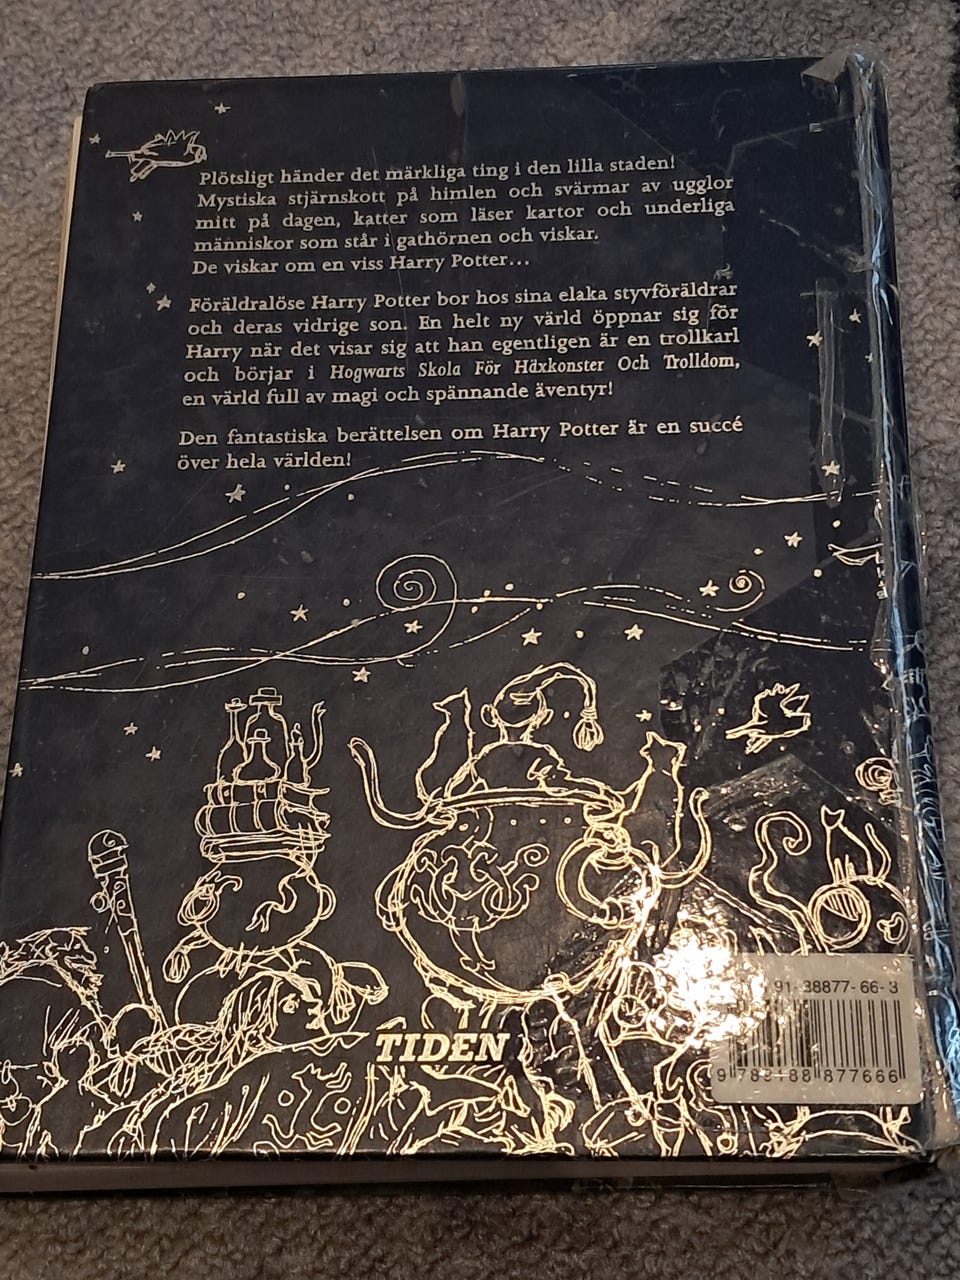 Plötsligt händer det märkliga ting i den lilla staden!
Mystiska stjärnskott på himlen och svärmar av ugglor
mitt på dagen, katter som läser kartor och underliga
människor som står i gathörnen och viskar.
De viskar om en viss Harry Potter...
Föräldralöse Harry Potter bor hos sina elaka styvföräldrar
och deras vidrige son. En helt ny värld öppnar sig för
Harry när det visar sig att han egentligen är en trollkarl
och börjar i Hogwarts Skola För Häxkonster Och Trolldom,
en värld full av magi och spännande äventyr!
Den fantastiska berättelsen om Harry Potter är en succé
över hela världen!
TIDEN
91-38877-66-3
9 789188 877666